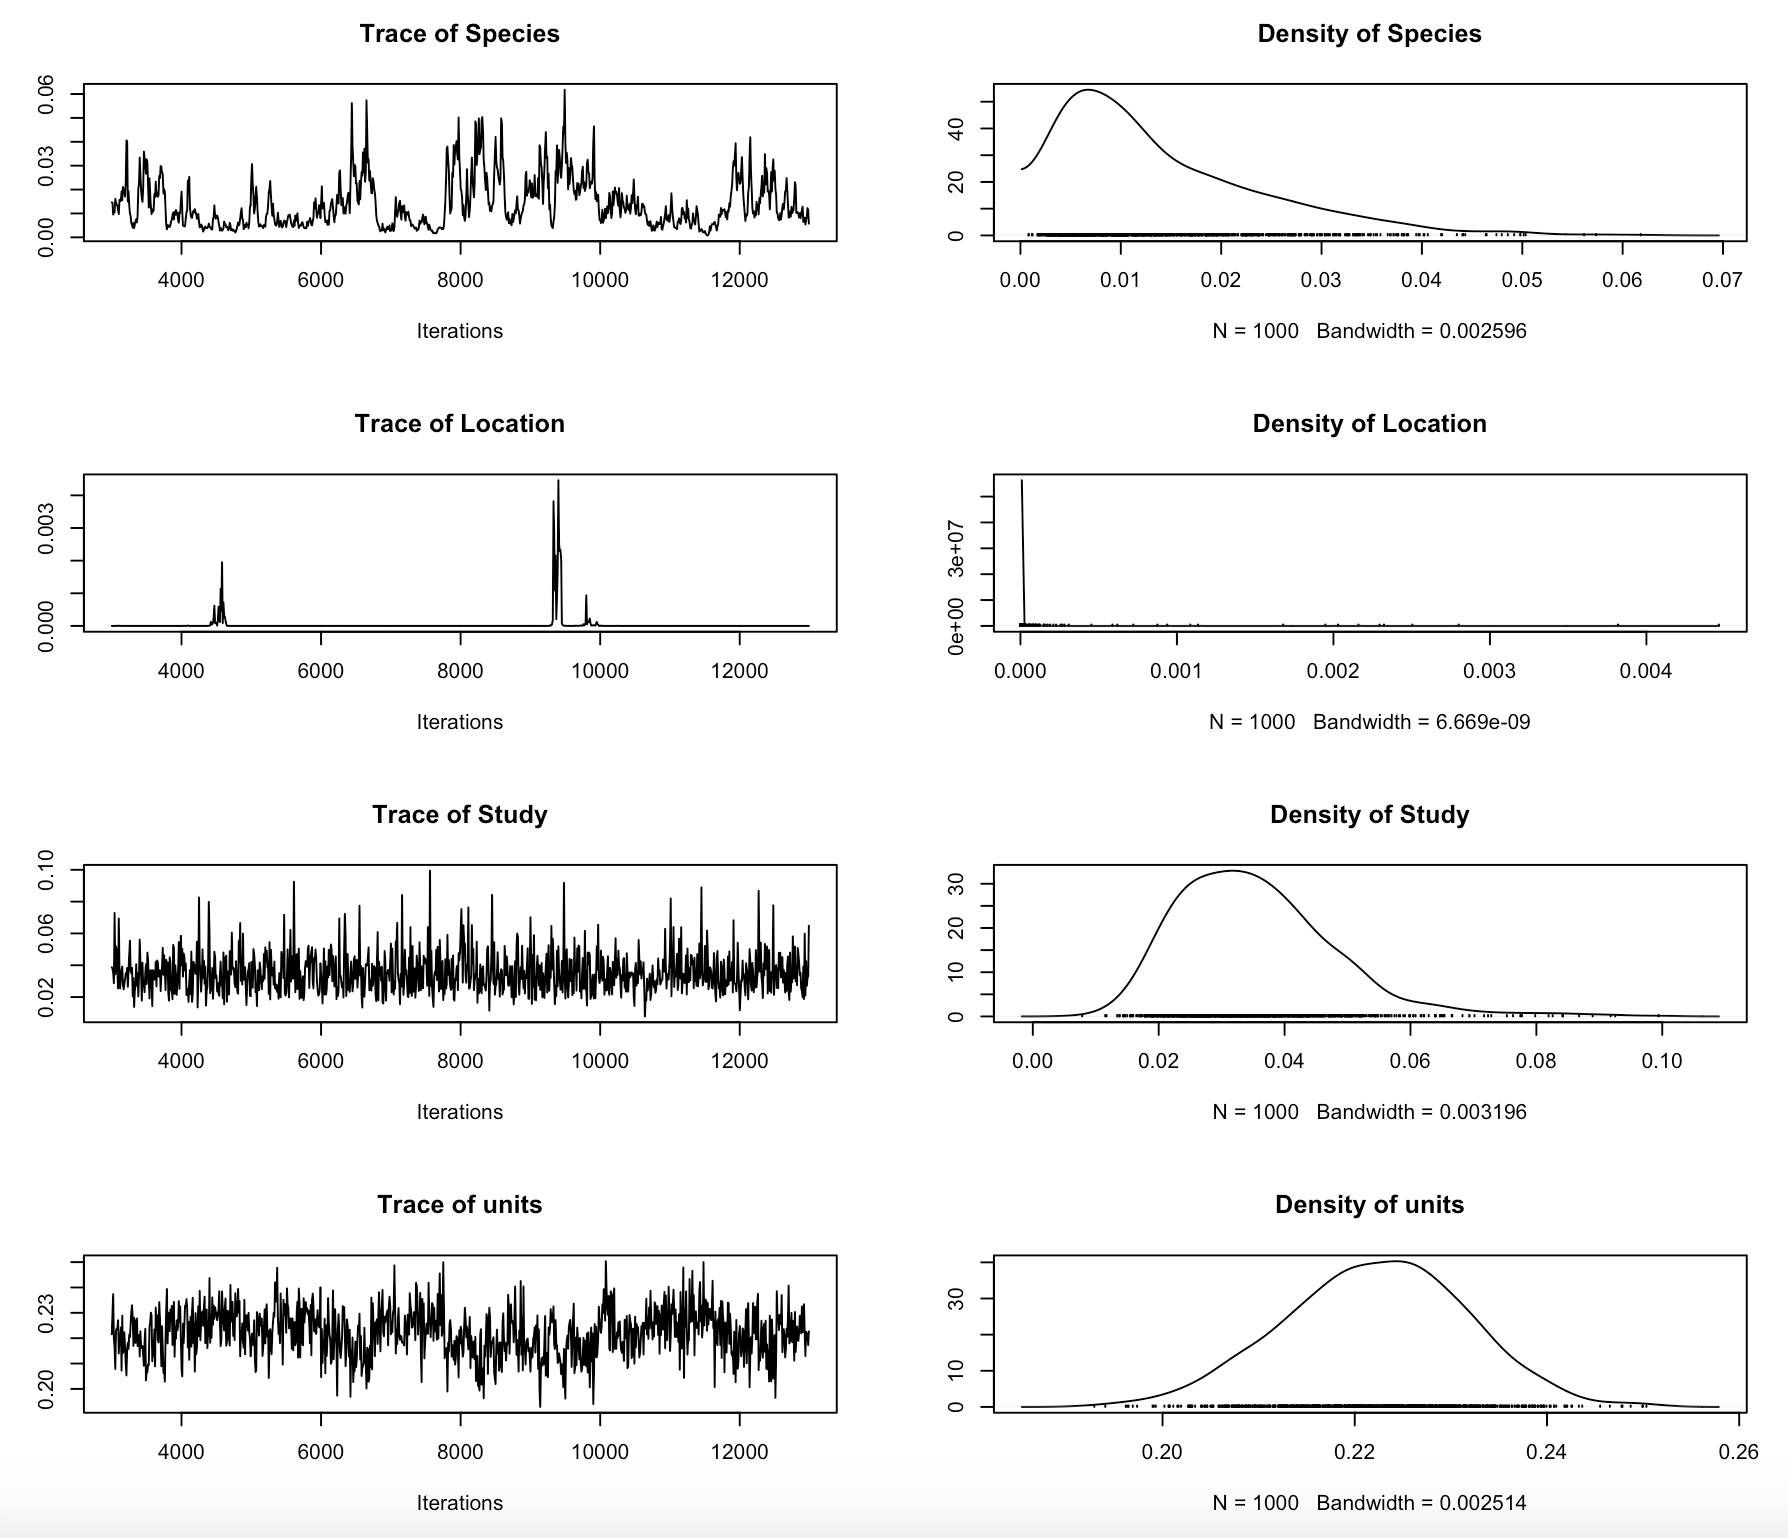 Trace of Species
0.00 0.03 0.06
4000 6000 8000 10000 12000
Iterations
Density of Species
0 20 40
0.00 0.01 0.02 0.03 0.04 0.05 0.06 0.07
N = 1000 Bandwidth = 0.002596
Trace of Location
0.000 0.003
4000 6000 8000 10000 12000
Iterations
Density of Location
0e+00 3e+07
0.000 0.001 0.002 0.003 0.004
N = 1000 Bandwidth = 6.669e-09
Trace of Study
0.02 0.06 0.10
4000 6000 8000 10000 12000
Iterations
Density of Study
0 10 20 30
0.00 0.02 0.04 0.06 0.08 0.10
N = 1000 Bandwidth = 0.003196
Trace of units
0.20 0.23
4000 6000 8000 10000 12000
Iterations
Density of units
0 10 30
0.20 0.22 0.24 0.26
N = 1000 Bandwidth = 0.002514